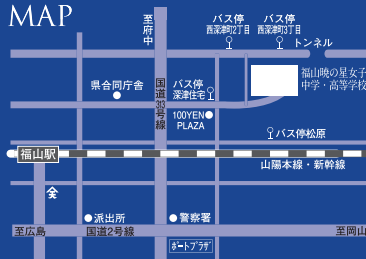 MAP
至府中
バス停
西深津町2丁目
バス停
西深津町3丁目
トンネル
県合同庁舎
国道313号線
バス停
深津住宅
福山暁の星女子
中学・高等学校
100YEN
PLAZA
バス停松原
福山駅
山陽本線・新幹線
派出所
警察署
至広島
国道2号線
至岡山
ポートプラザ